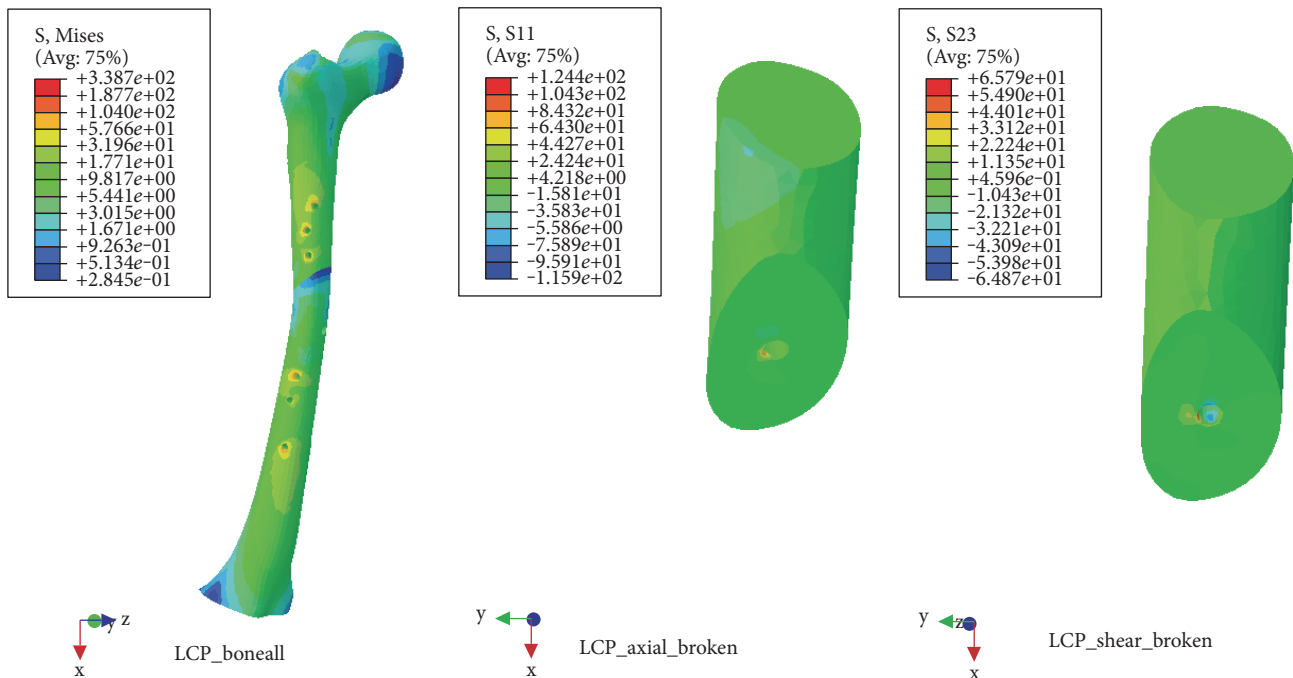 S, Mises
(Avg: 75%)
+3.387e+02
+1.877e+02
+1.040e+02
+5.766e+01
+3.196e+01
+1.771e+01
+9.817e+00
+5.441e+00
+3.015e+00
+1.671e+00
+9.263e−01
+5.134e−01
+2.845e−01
y z
x
LCP_boneall
S, S11
(Avg: 75%)
+1.244e+02
+1.043e+02
+8.432e+01
+6.430e+01
+4.427e+01
+2.424e+01
+4.218e+00
−1.581e+01
−3.583e+01
−5.586e+00
−7.589e+01
−9.591e+01
−1.159e+02
y
x
LCP_axial_broken
S, S23
(Avg: 75%)
+6.579e+01
+5.490e+01
+4.401e+01
+3.312e+01
+2.224e+01
+1.135e+01
+4.596e−01
−1.043e+01
−2.132e+01
−3.221e+01
−4.309e+01
−5.398e+01
−6.487e+01
y z
x
LCP_shear_broken